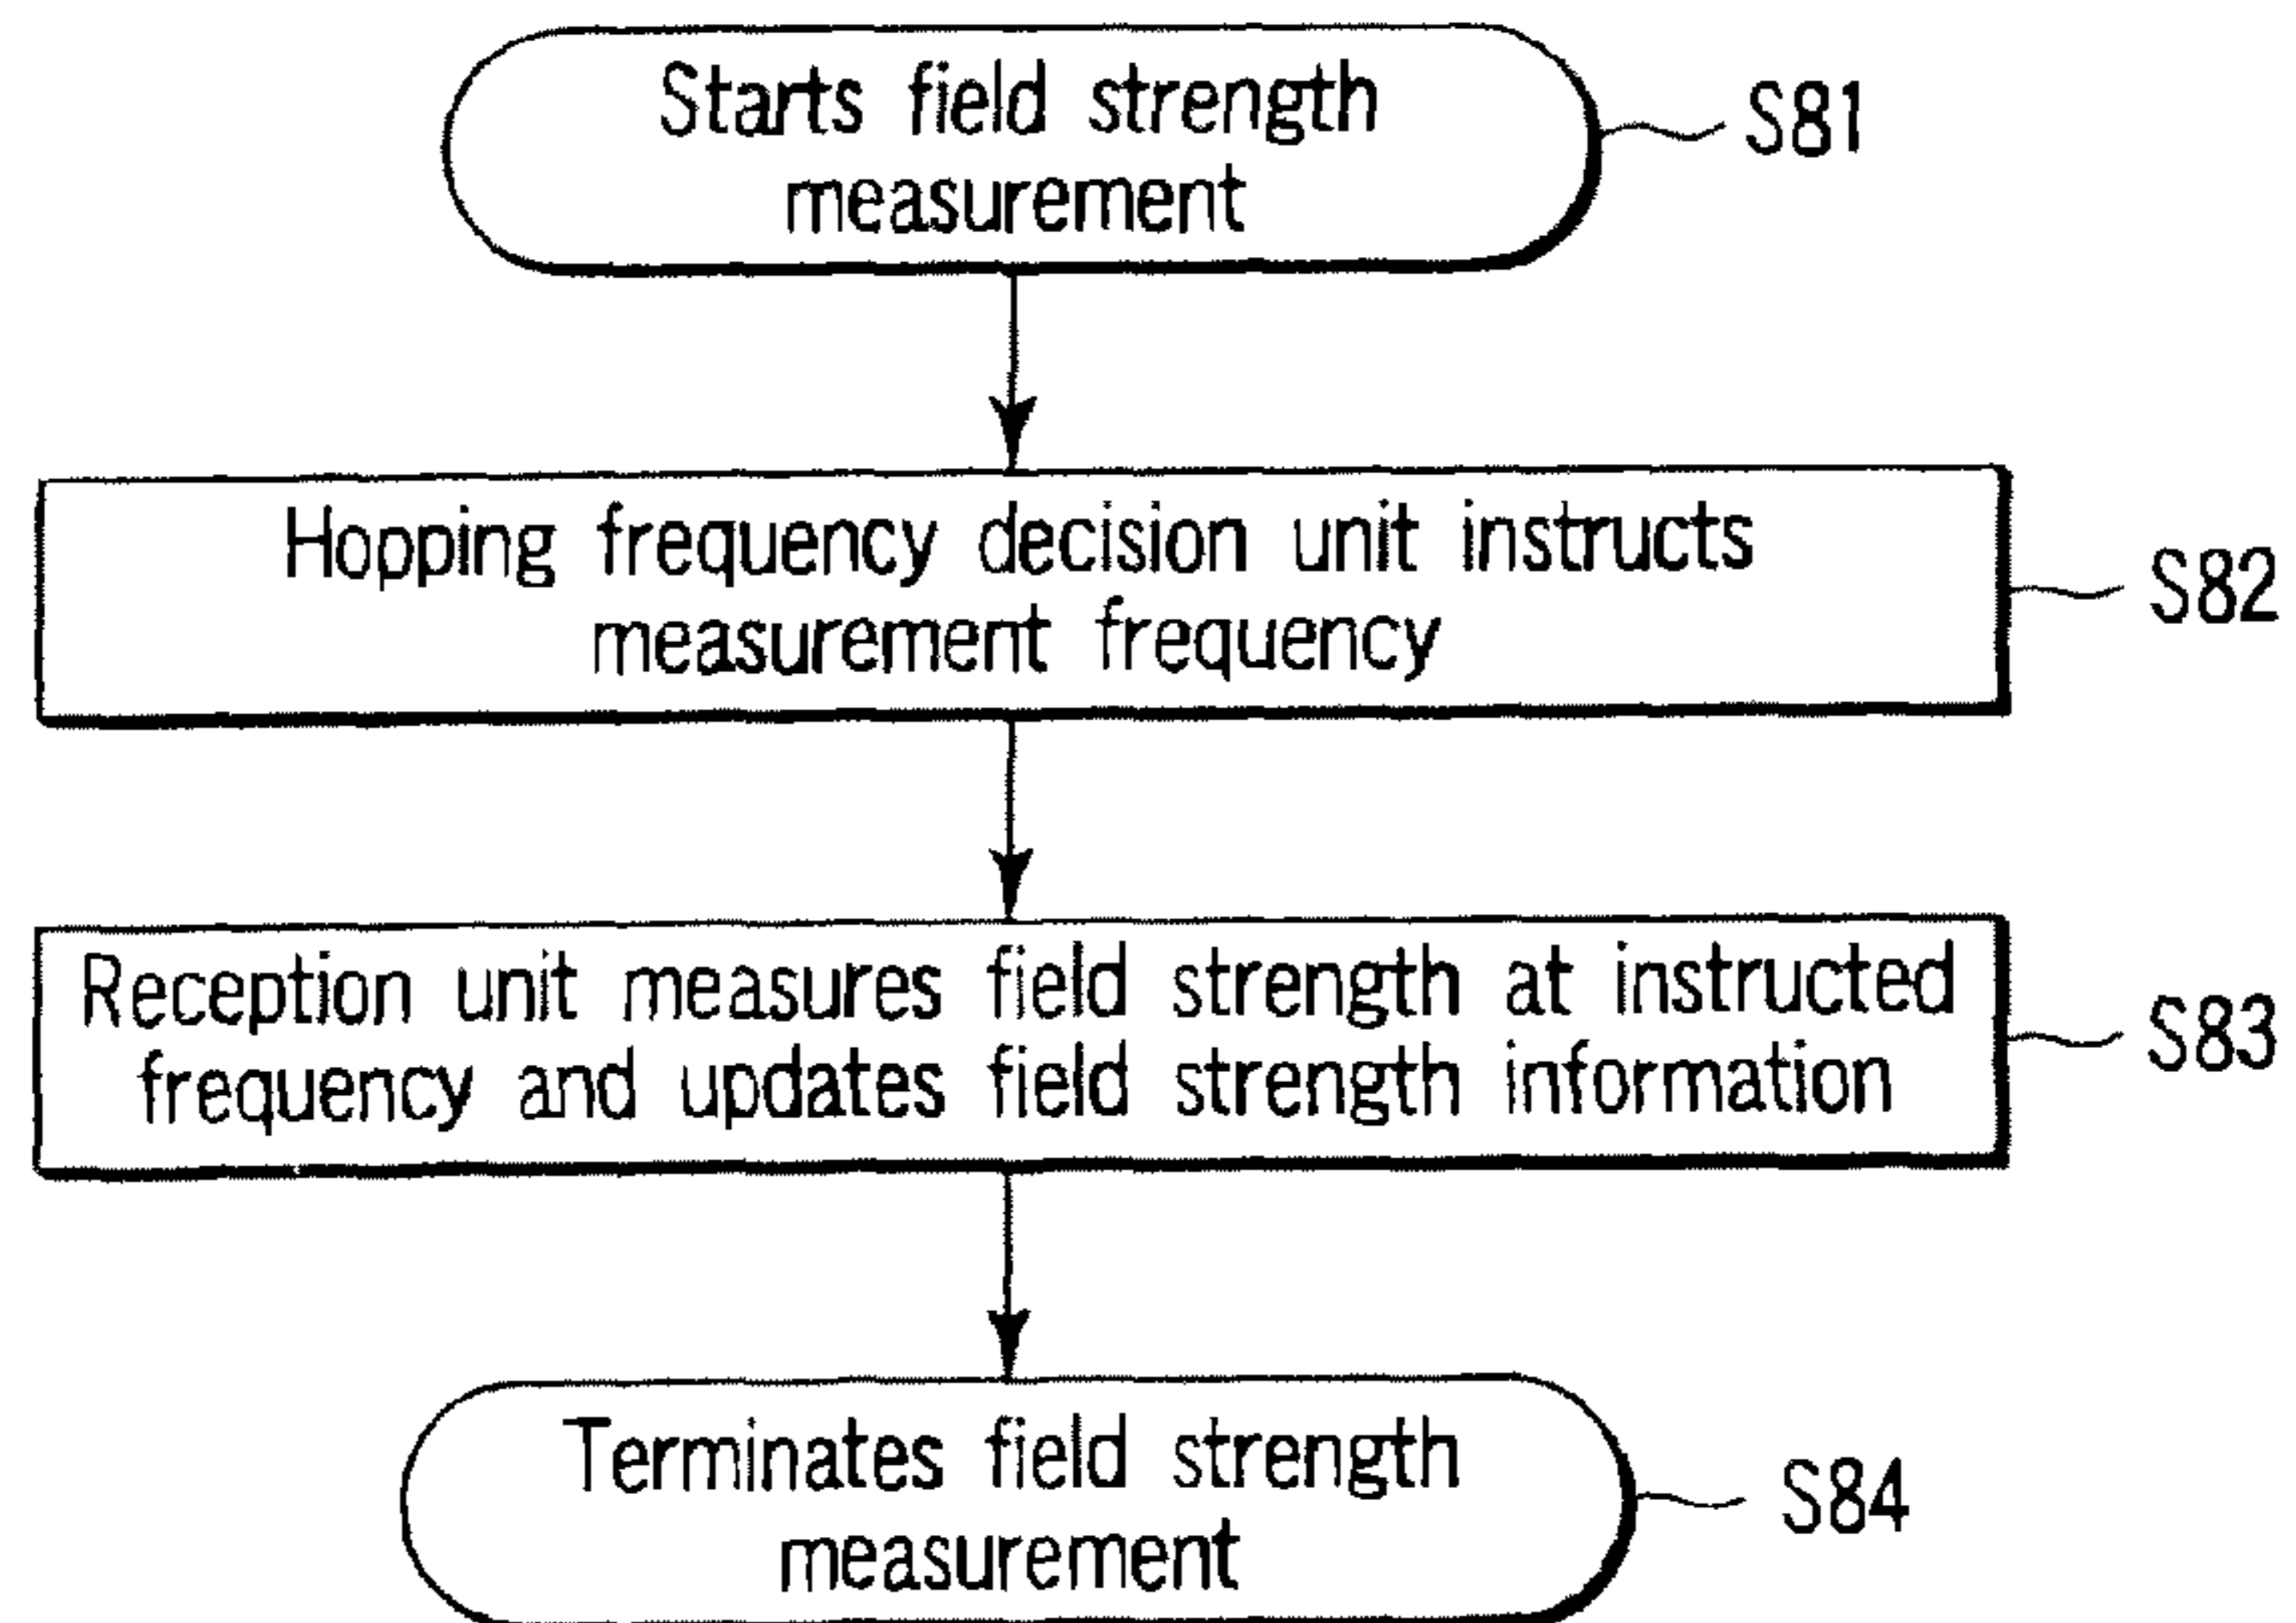 Starts field strength
measurement
S81
Hopping frequency decision unit instructs
measurement frequency
S82
Reception unit measures field strength at instructed
frequency and updates field strength information
S83
Terminates field strength
measurement
S84